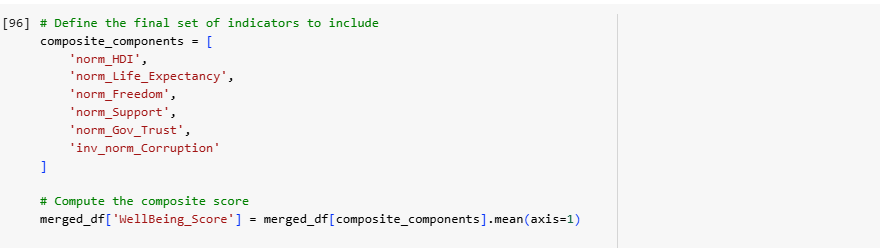 [96] # Define the final set of indicators to include
composite_components = [
    'norm_HDI',
    'norm_Life_Expectancy',
    'norm_Freedom',
    'norm_Support',
    'norm_Gov_Trust',
    'inv_norm_Corruption'
]
# Compute the composite score
merged_df['WellBeing_Score'] = merged_df[composite_components].mean(axis=1)